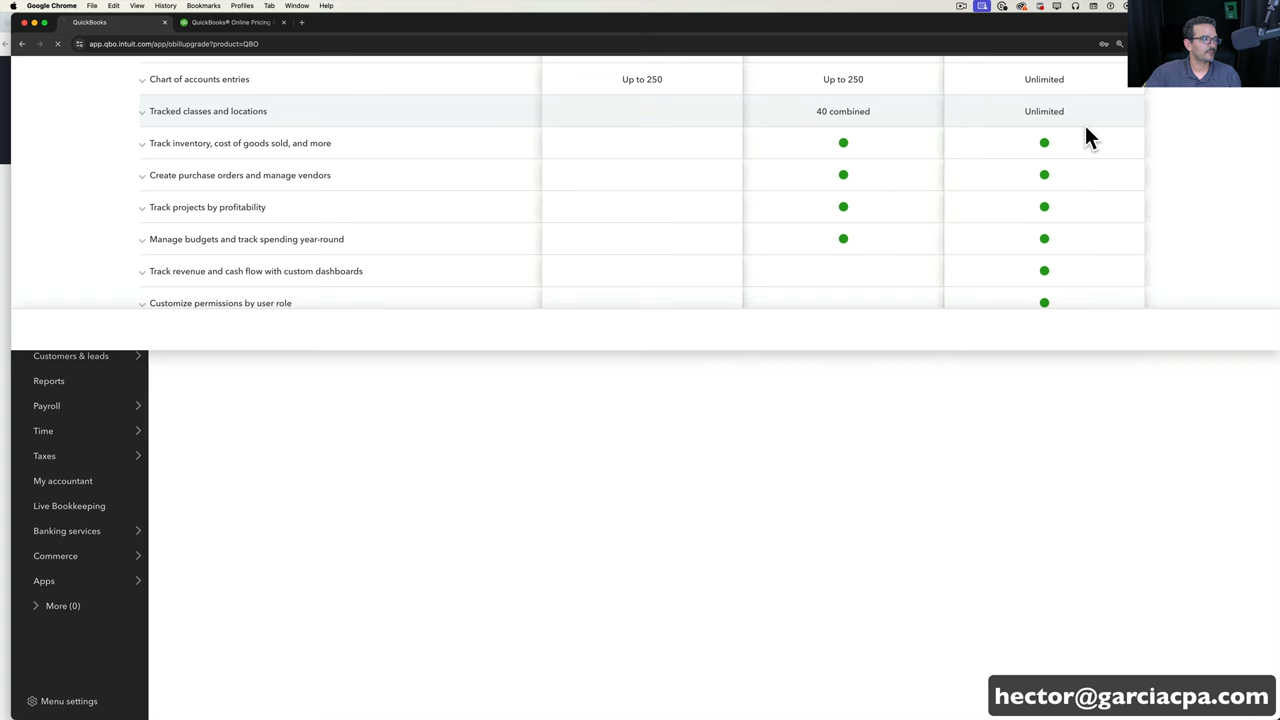 Google Chrome File Edit View History Bookmarks Profiles Tab Window Help
QuickBooks
QuickBooks® Online Pricing
app.qbo.intuit.com/app/obillupgrade?product=QBO
Chart of accounts entries Up to 250 Up to 250 Unlimited
Tracked classes and locations 40 combined Unlimited
Track inventory, cost of goods sold, and more
Create purchase orders and manage vendors
Track projects by profitability
Manage budgets and track spending year-round
Track revenue and cash flow with custom dashboards
Customize permissions by user role
Customers & leads
Reports
Payroll
Time
Taxes
My accountant
Live Bookkeeping
Banking services
Commerce
Apps
More (0)
Menu settings
hector@garciacpa.com